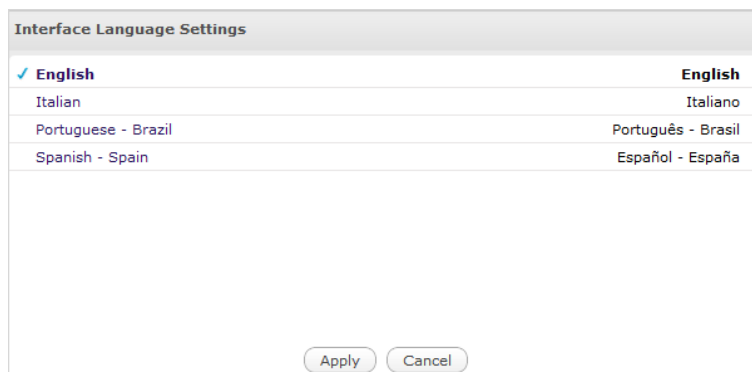 Interface Language Settings
✓ English English
Italian Italiano
Portuguese - Brazil Português - Brasil
Spanish - Spain Español - España
Apply Cancel